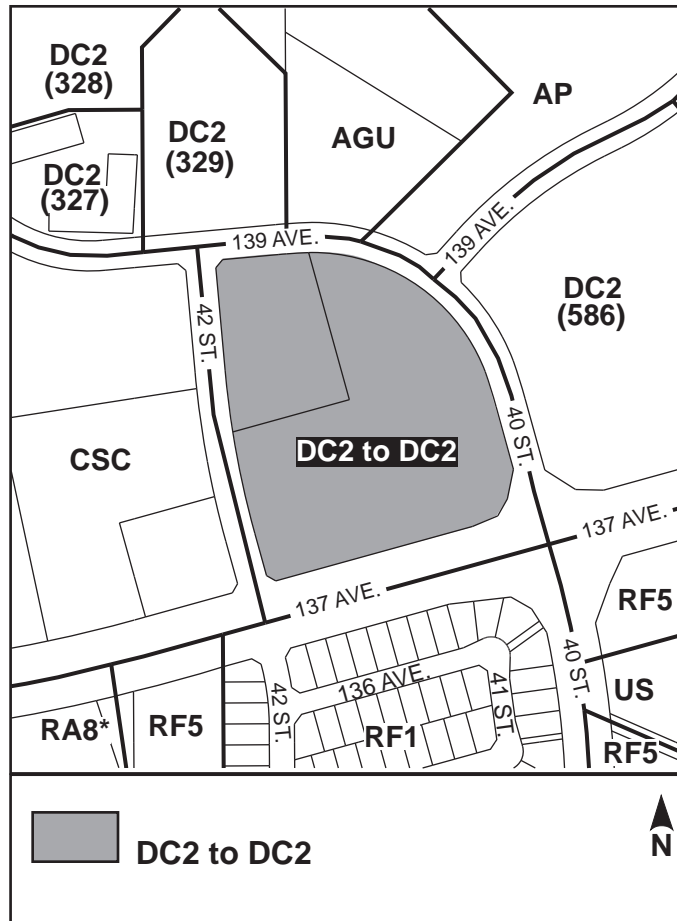 DC2
(328)
DC2
(329)
AGU
AP
DC2
(327)
139 AVE.
139 AVE.
DC2
(586)
42 ST.
40 ST.
CSC
DC2 to DC2
137 AVE.
137 AVE.
RF5
136 AVE.
42 ST.
41 ST.
40 ST.
US
RA8*
RF5
RF1
RF5
DC2 to DC2
N